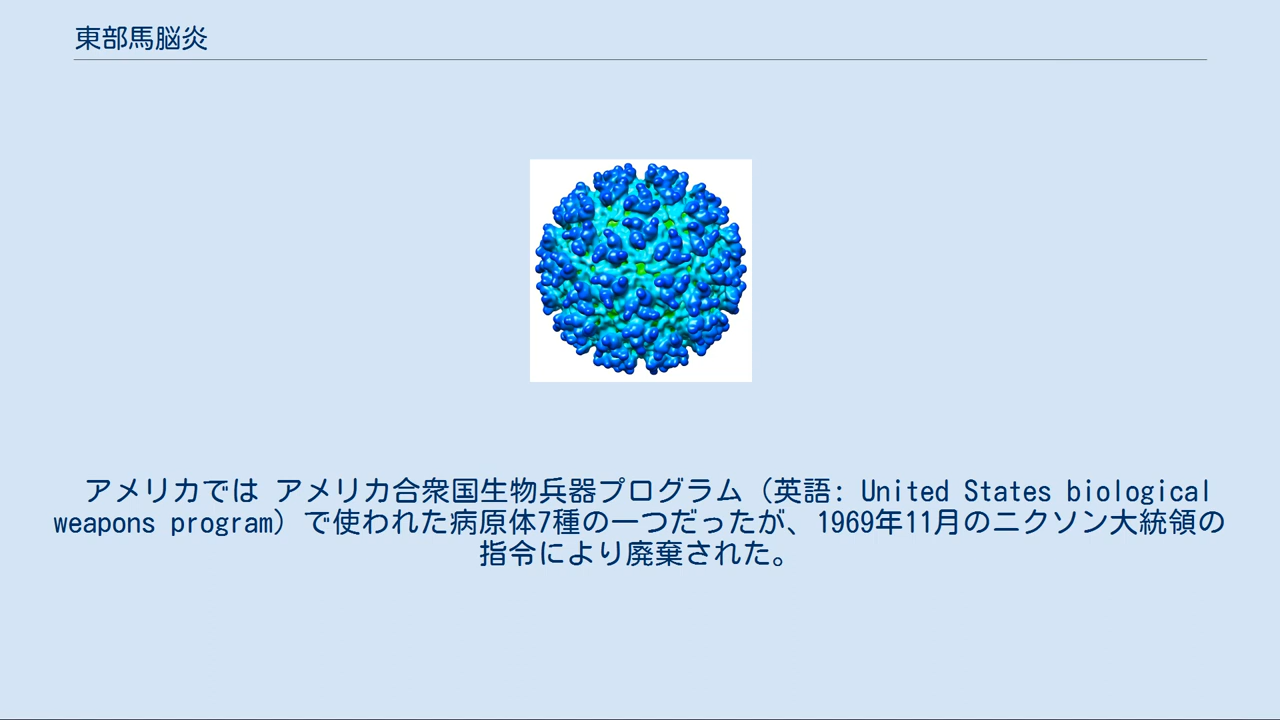 東部馬脳炎
アメリカでは アメリカ合衆国生物兵器プログラム（英語: United States biological
weapons program）で使われた病原体7種の一つだったが、1969年11月のニクソン大統領の
指令により廃棄された。